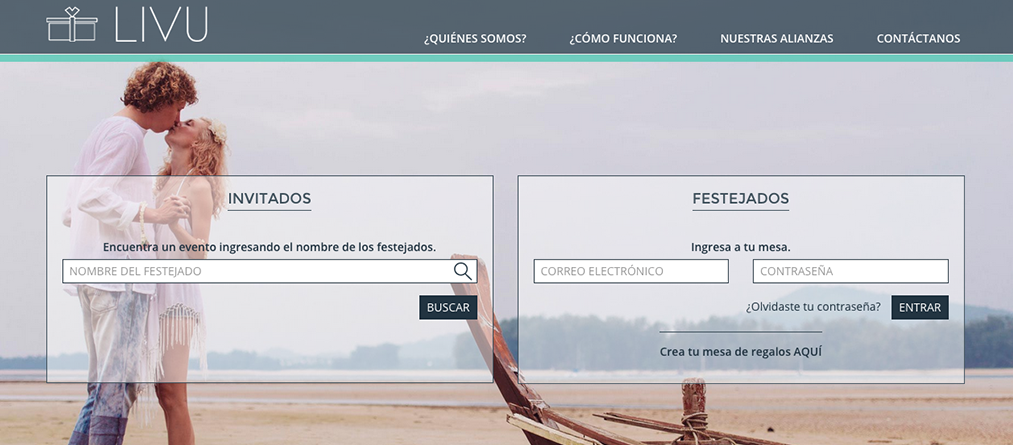 LIVU
¿QUIÉNES SOMOS? ¿CÓMO FUNCIONA? NUESTRAS ALIANZAS CONTÁCTANOS
INVITADOS
Encuentra un evento ingresando el nombre de los festejados.
NOMBRE DEL FESTEJADO
BUSCAR
FESTEJADOS
Ingresa a tu mesa.
CORREO ELECTRÓNICO CONTRASEÑA
¿Olvidaste tu contraseña? ENTRAR
Crea tu mesa de regalos AQUÍ